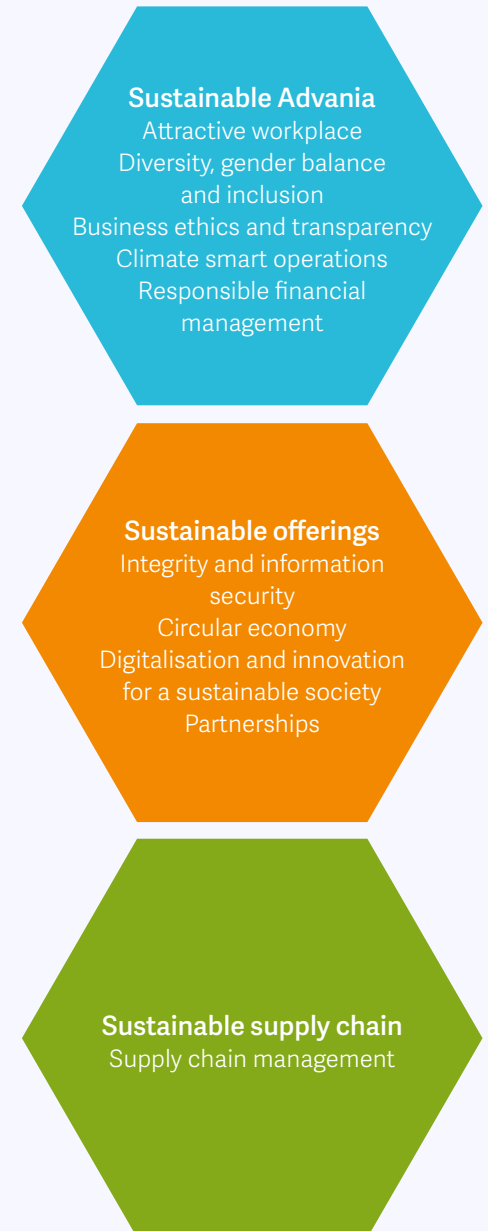 Sustainable Advania
Attractive workplace
Diversity, gender balance
and inclusion
Business ethics and transparency
Climate smart operations
Responsible financial
management
Sustainable offerings
Integrity and information
security
Circular economy
Digitalisation and innovation
for a sustainable society
Partnerships
Sustainable supply chain
Supply chain management